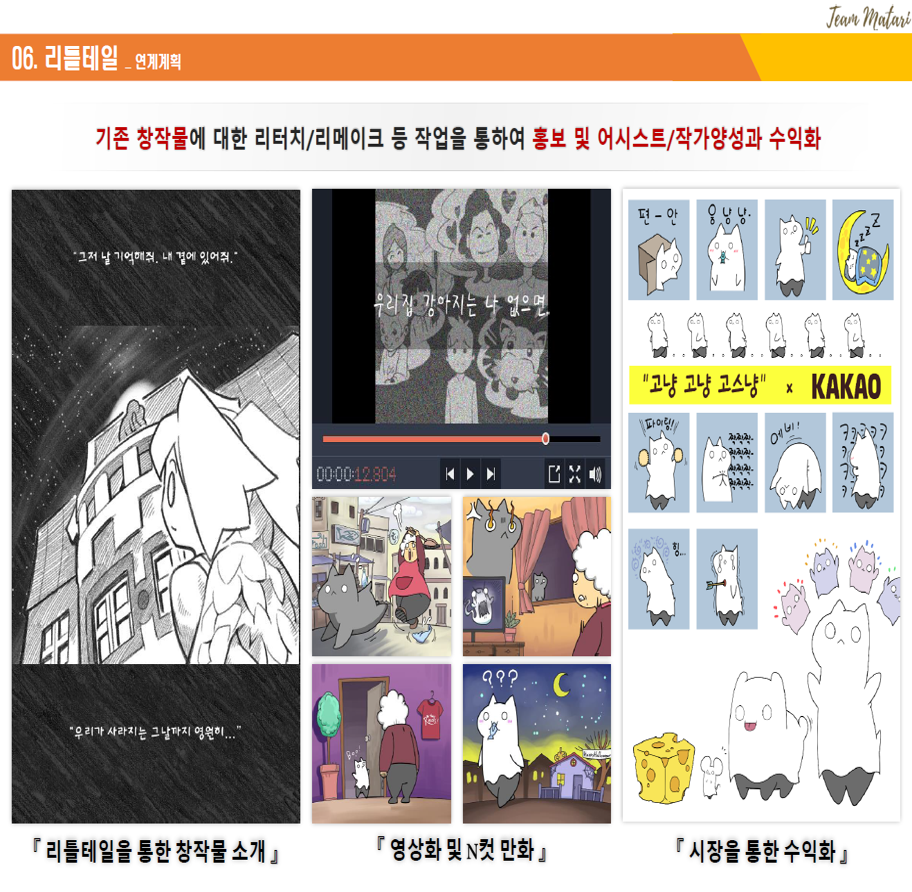 Team Matari
06. 리틀테일 _ 연계계획
기존 창작물에 대한 리터치/리메이크 등 작업을 통하여 홍보 및 어시스트/작가양성과 수익화
"그저 날 기억해줘. 내 곁에 있어줘."
"우리가 사라지는 그날까지 영원히..."
『 리틀테일을 통한 창작물 소개 』
우리집 강아지는 나 없으면
00:00:12.804
???
『 영상화 및 N컷 만화 』
편-안
옹냥냥.
zzzZ
"고냥 고냥 고스냥" × KAKAO
파이팅!!
에비!
ㅋㅋㅋㅋㅋ
힝...
『 시장을 통한 수익화 』